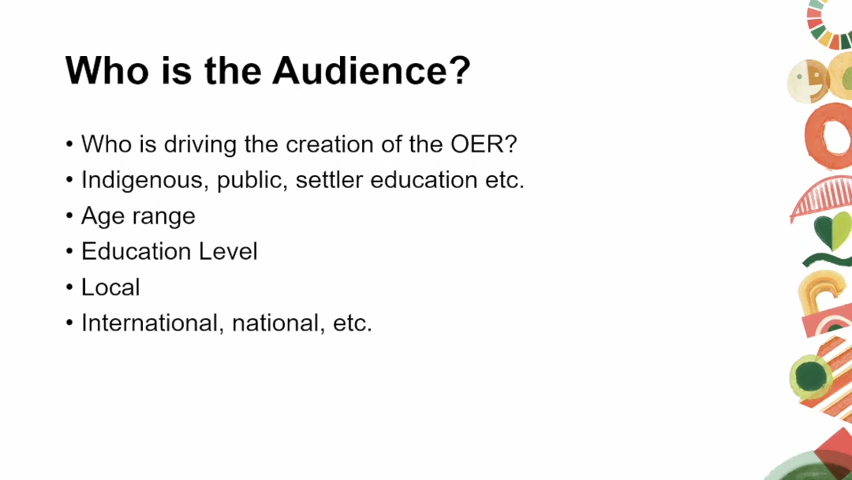 Who is the Audience?
• Who is driving the creation of the OER?
• Indigenous, public, settler education etc.
• Age range
• Education Level
• Local
• International, national, etc.